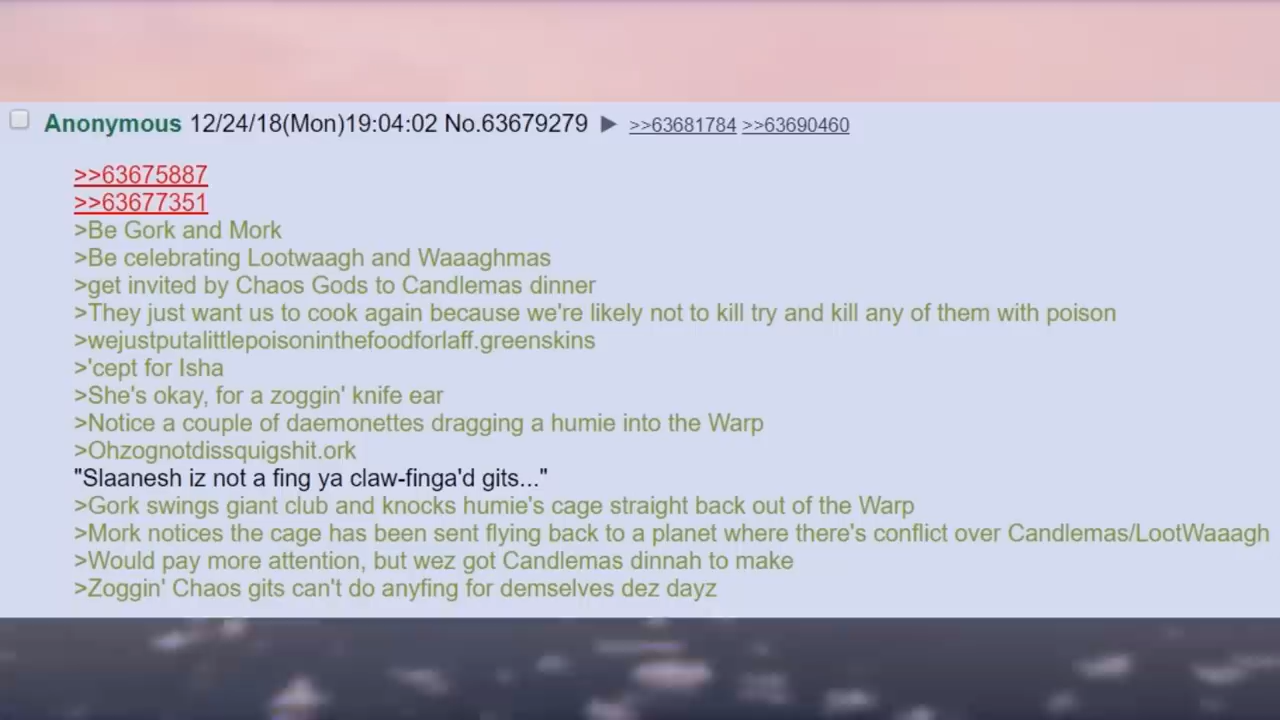 Anonymous 12/24/18(Mon)19:04:02 No.63679279 ▶ >>63681784 >>63690460
>>63675887
>>63677351
>Be Gork and Mork
>Be celebrating Lootwaagh and Waaaghmas
>get invited by Chaos Gods to Candlemas dinner
>They just want us to cook again because we're likely not to kill try and kill any of them with poison
>wejustputalittlepoisoninthefoodforlaff.greenskins
>'cept for Isha
>She's okay, for a zoggin' knife ear
>Notice a couple of daemonettes dragging a humie into the Warp
>Ohzognotdissquigshit.ork
"Slaanesh iz not a fing ya claw-finga'd gits..."
>Gork swings giant club and knocks humie's cage straight back out of the Warp
>Mork notices the cage has been sent flying back to a planet where there's conflict over Candlemas/LootWaaagh
>Would pay more attention, but wez got Candlemas dinnah to make
>Zoggin' Chaos gits can't do anyfing for demselves dez dayz